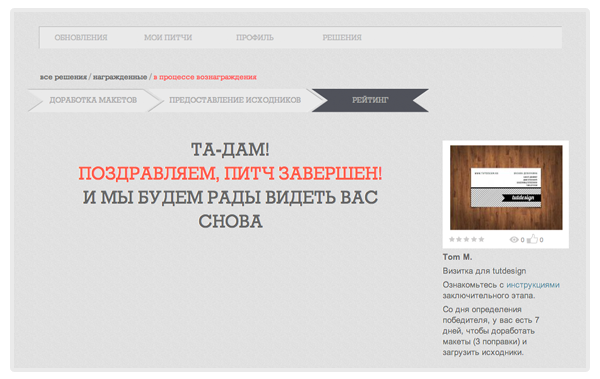 ОБНОВЛЕНИЯ МОИ ПИТЧИ ПРОФИЛЬ РЕШЕНИЯ
все решения / награжденные / в процессе вознаграждения
ДОРАБОТКА МАКЕТОВ ПРЕДОСТАВЛЕНИЕ ИСХОДНИКОВ РЕЙТИНГ
ТА-ДАМ!
ПОЗДРАВЛЯЕМ, ПИТЧ ЗАВЕРШЕН!
И МЫ БУДЕМ РАДЫ ВИДЕТЬ ВАС
СНОВА
tutdesign
0 0
Tom M.
Визитка для tutdesign
Ознакомьтесь с инструкциями
заключительного этапа.
Со дня определения
победителя, у вас есть 7
дней, чтобы доработать
макеты (3 поправки) и
загрузить исходники.